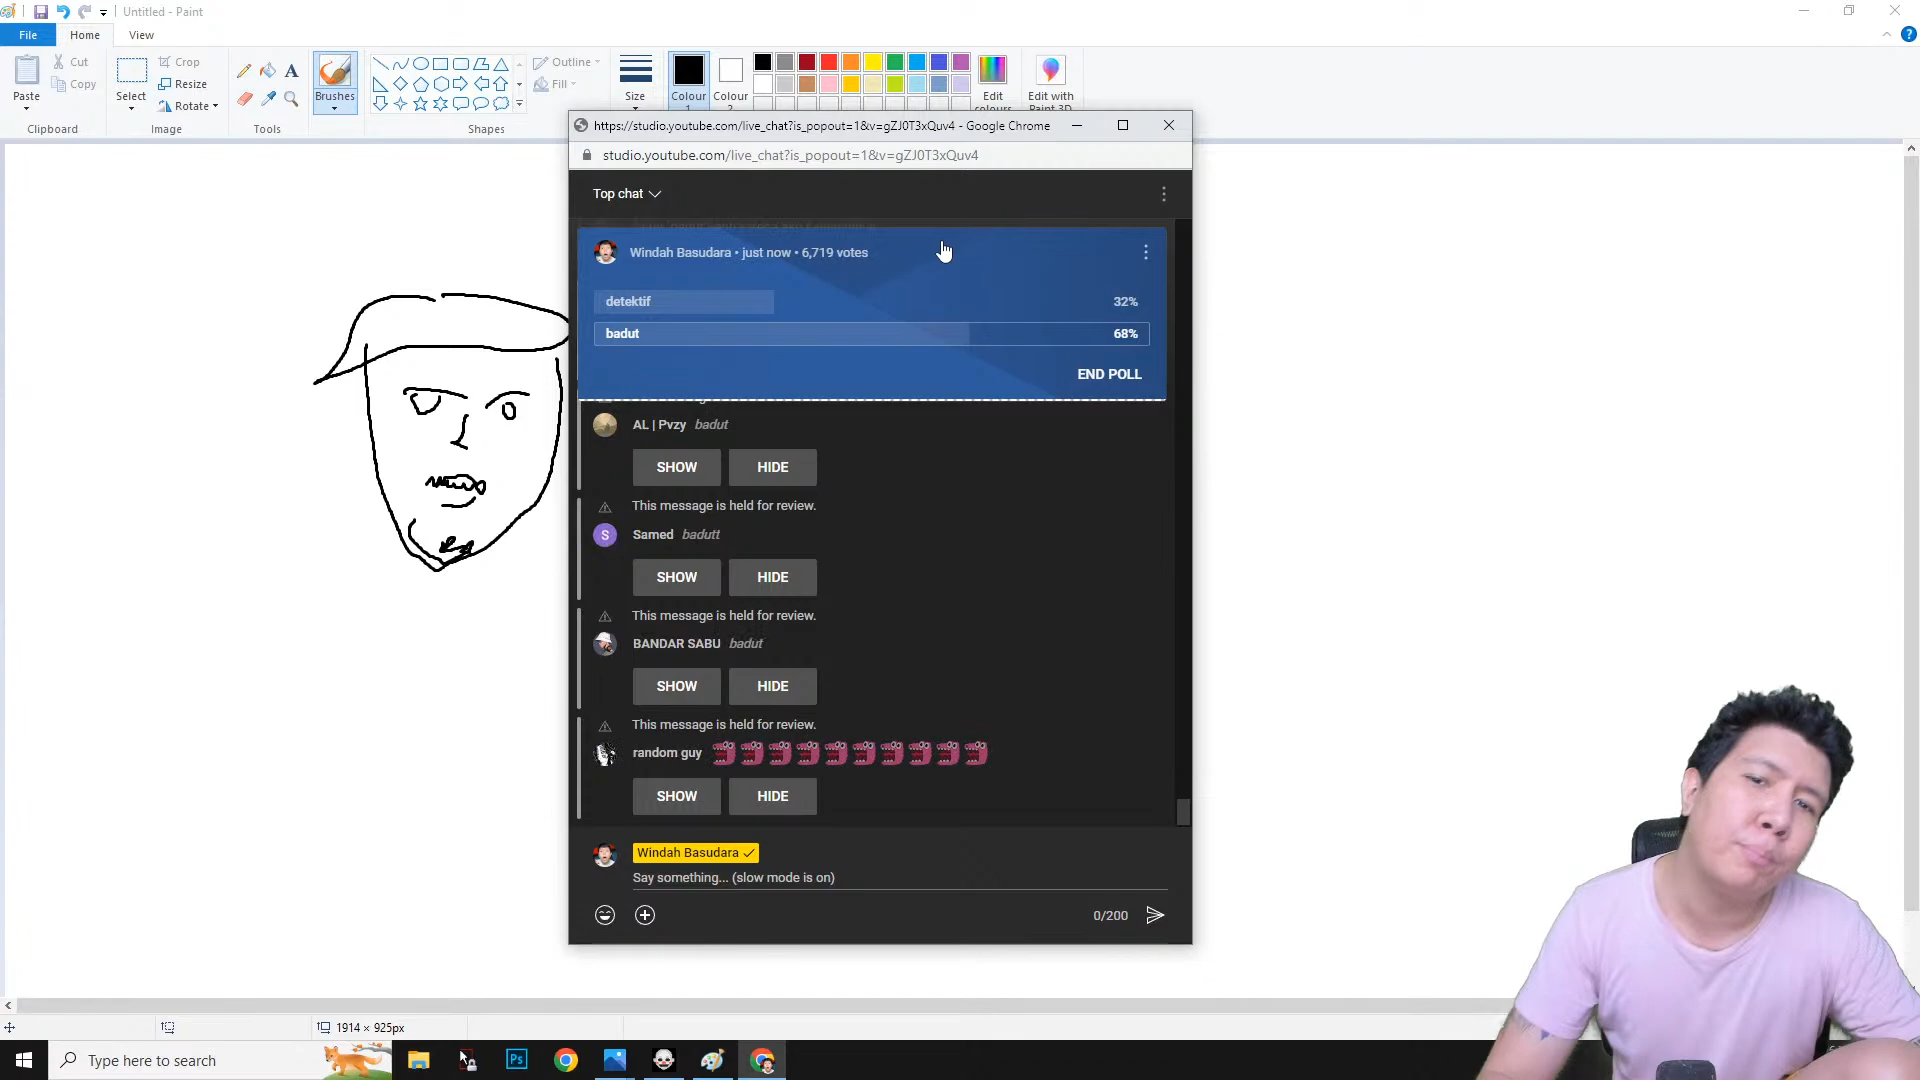 Untitled - Paint
File
Home
View
Paste
Cut
Copy
Clipboard
Select
Crop
Resize
Rotate
Image
Tools
Brushes
Shapes
Outline
Fill
Size
Colour
1
Colour
2
Edit
colours
Edit with
Paint 3D
https://studio.youtube.com/live_chat?is_popout=1&v=gZJ0T3xQuv4 - Google Chrome
studio.youtube.com/live_chat?is_popout=1&v=gZJ0T3xQuv4
Top chat
Windah Basudara • just now • 6,719 votes
detektif 32%
badut 68%
END POLL
AL | Pvzy badut
SHOW HIDE
This message is held for review.
S Samed badutt
SHOW HIDE
This message is held for review.
BANDAR SABU badut
SHOW HIDE
This message is held for review.
random guy
SHOW HIDE
Windah Basudara
Say something... (slow mode is on)
0/200
1914 × 925px
Type here to search
Ps